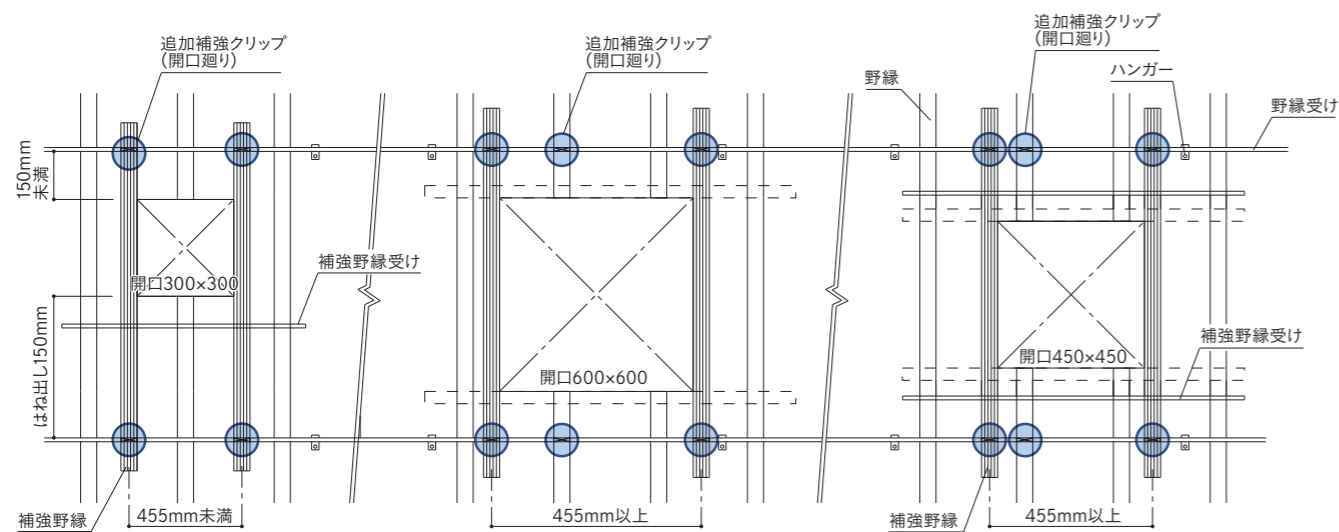 追加補強クリップ
(開口廻り)
追加補強クリップ
(開口廻り)
追加補強クリップ
(開口廻り)
ハンガー
野縁
野縁受け
150mm
未満
開口300×300
補強野縁受け
はね出し150mm
開口600×600
開口450×450
補強野縁受け
補強野縁
455mm未満
455mm以上
補強野縁
455mm以上